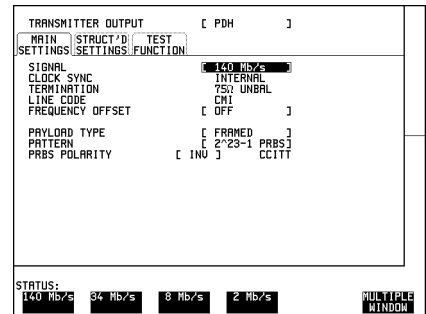 TRANSMITTER OUTPUT [ PDH ]
MAIN SETTINGS STRUCT'D SETTINGS TEST FUNCTION
SIGNAL [ 140 Mb/s ]
CLOCK SYNC INTERNAL
TERMINATION 75Ω UNBAL
LINE CODE CMI
FREQUENCY OFFSET [ OFF ]
PAYLOAD TYPE [ FRAMED ]
PATTERN [ 2^23-1 PRBS]
PRBS POLARITY [ INV ] CCITT
STATUS:
140 Mb/s 34 Mb/s 8 Mb/s 2 Mb/s MULTIPLE WINDOW